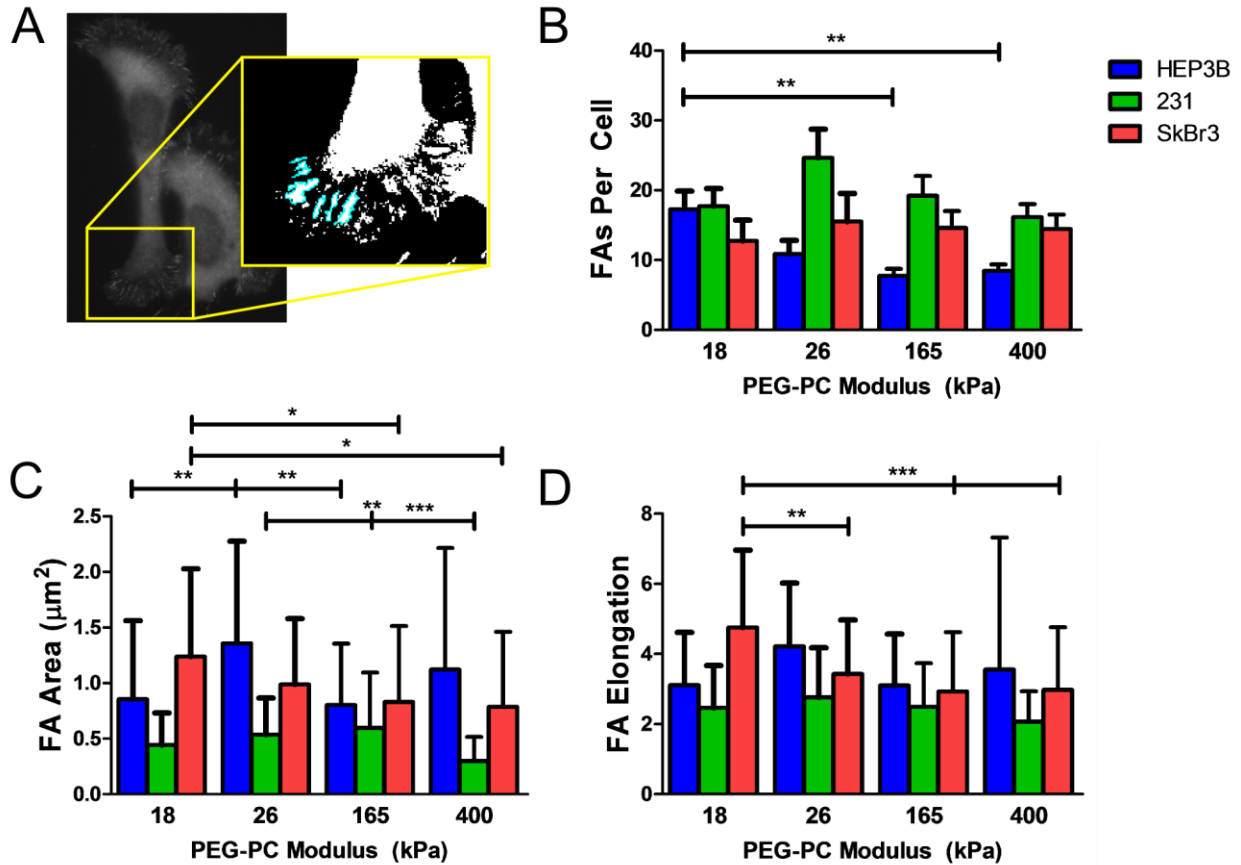 A
B
**
**
40
30
20
10
0
FAs Per Cell
18 26 165 400
PEG-PC Modulus (kPa)
HEP3B
231
SkBr3
C
*
*
** **
** ***
2.5
2.0
1.5
1.0
0.5
0.0
FA Area (μm²)
18 26 165 400
PEG-PC Modulus (kPa)
D
***
**
8
6
4
2
0
FA Elongation
18 26 165 400
PEG-PC Modulus (kPa)